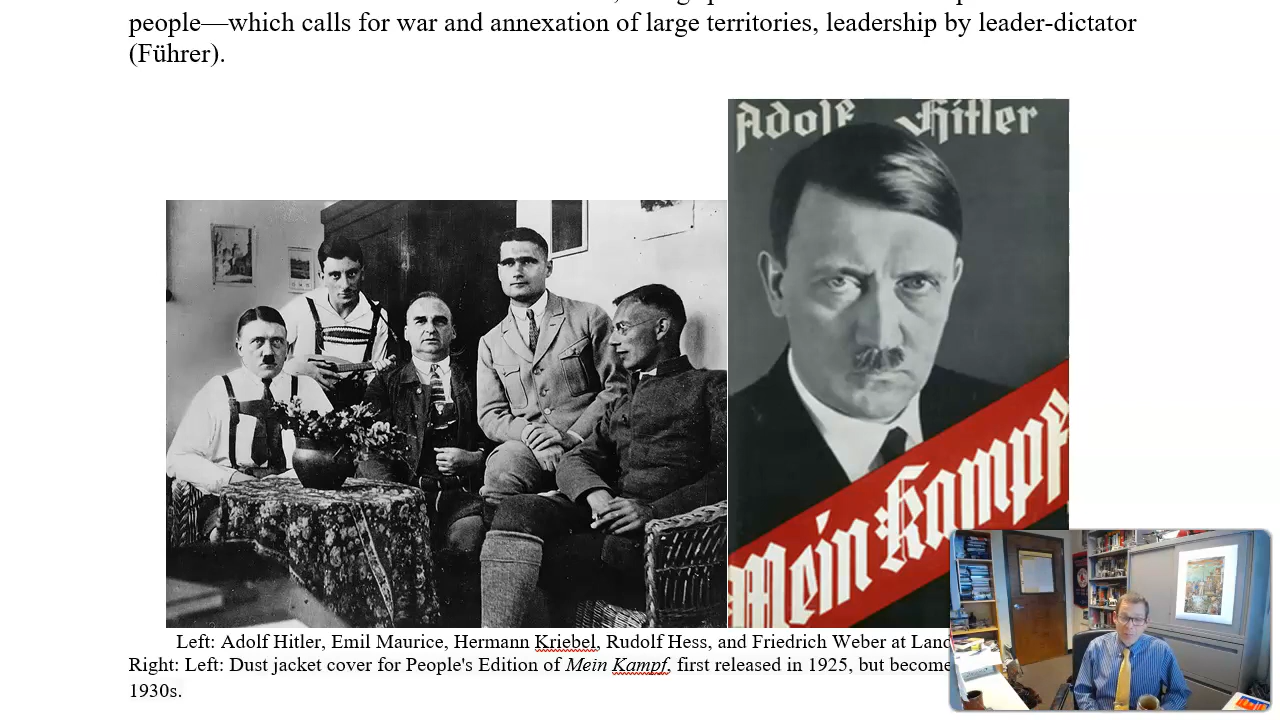 people—which calls for war and annexation of large territories, leadership by leader-dictator
(Führer).
Adolf Hitler
Mein Kampf
Left: Adolf Hitler, Emil Maurice, Hermann Kriebel, Rudolf Hess, and Friedrich Weber at
Right: Left: Dust jacket cover for People's Edition of Mein Kampf, first released in 1925, but
1930s.